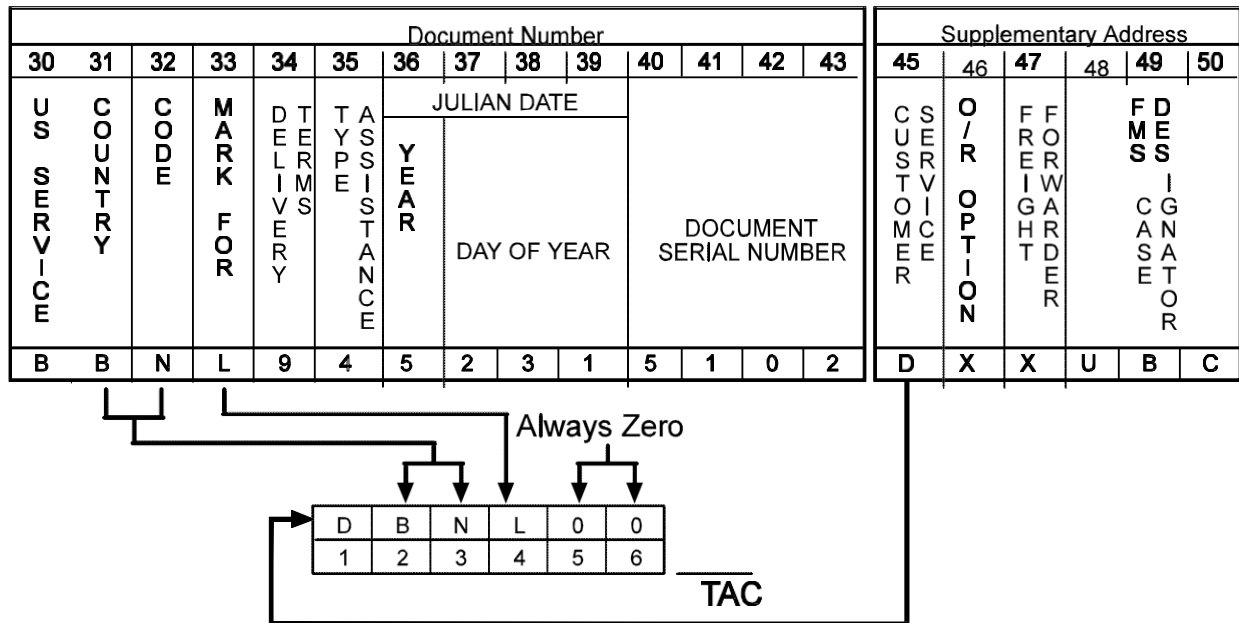 Document Number
Supplementary Address
30 31 32 33 34 35 36 37 38 39 40 41 42 43
45 46 47 48 49 50
US SERVICE
COUNTRY
CODE
MARK FOR
DELIVERY
TERMS
TYPE
ASSISTANCE
JULIAN DATE
YEAR
DAY OF YEAR
DOCUMENT
SERIAL NUMBER
CUSTOMER
SERVICE
O/R OPTION
FREIGHT
FORWARDER
FMS CASE
DESIGNATOR
B B N L 9 4 5 2 3 1 5 1 0 2
D X X U B C
Always Zero
D B N L 0 0
1 2 3 4 5 6
TAC